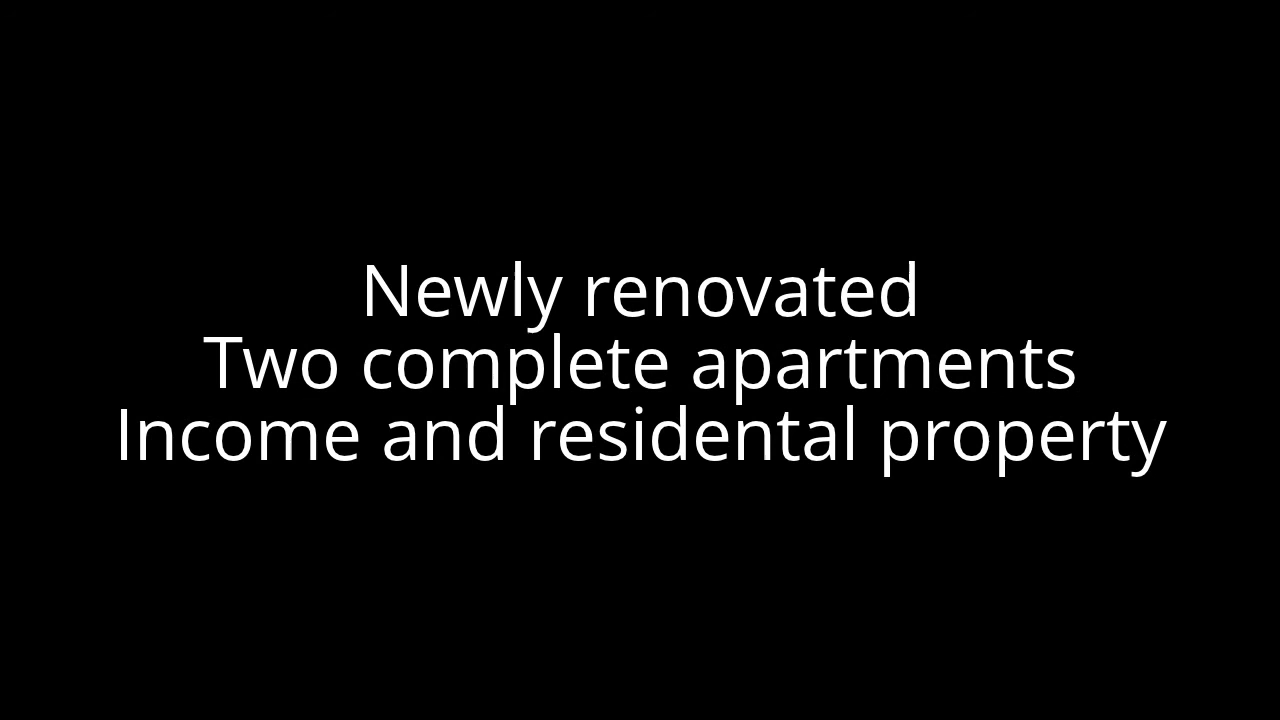 Newly renovated
Two complete apartments
Income and residental property